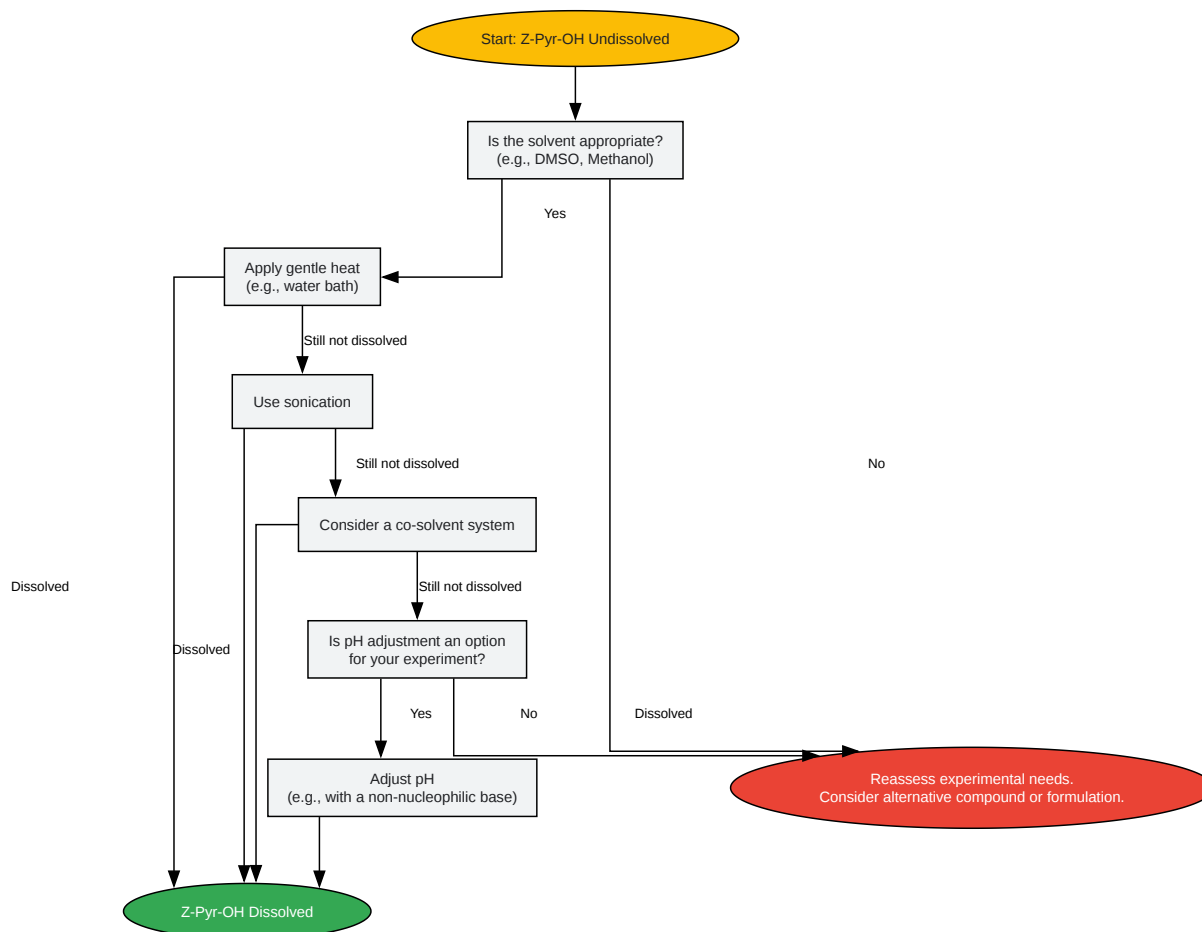 Start: Z-Pyr-OH Undissolved
Is the solvent appropriate?
(e.g., DMSO, Methanol)
Yes
Apply gentle heat
(e.g., water bath)
Still not dissolved
Use sonication
Still not dissolved
No
Consider a co-solvent system
Dissolved
Still not dissolved
Is pH adjustment an option
for your experiment?
Dissolved
Yes
No
Dissolved
Adjust pH
(e.g., with a non-nucleophilic base)
Reassess experimental needs.
Consider alternative compound or formulation.
Z-Pyr-OH Dissolved